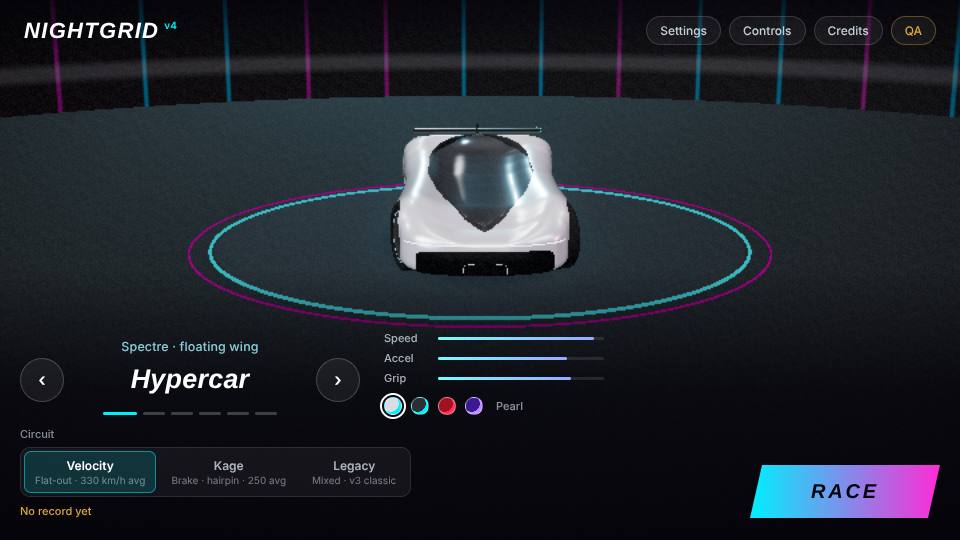 NIGHTGRID v4
Settings
Controls
Credits
QA
Spectre · floating wing
‹
Hypercar
›
Speed
Accel
Grip
Pearl
Circuit
Velocity
Flat-out · 330 km/h avg
Kage
Brake · hairpin · 250 avg
Legacy
Mixed · v3 classic
No record yet
RACE